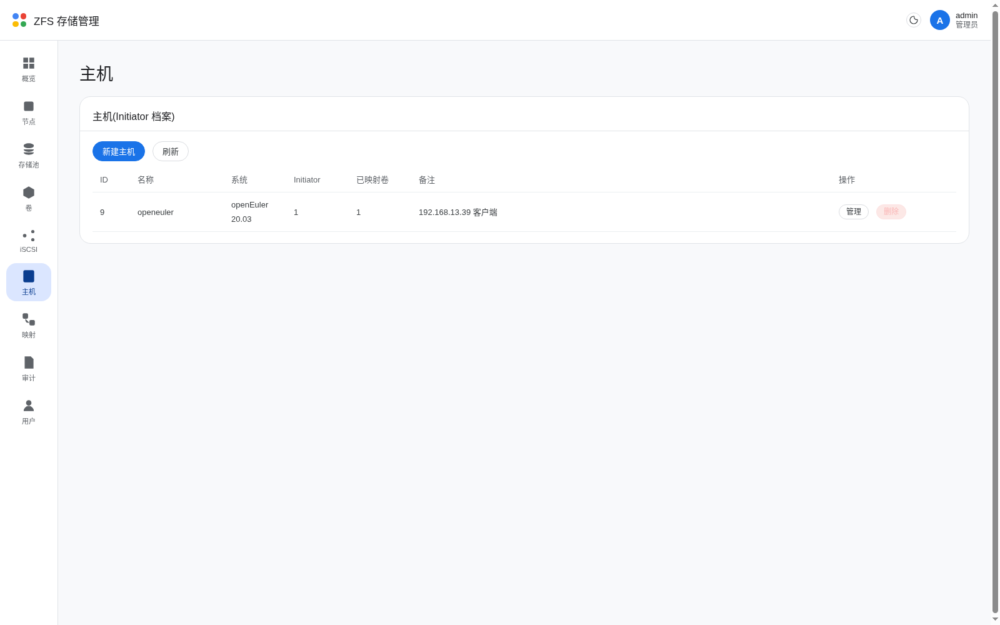 ZFS 存储管理
A
admin
管理员
概览
节点
存储池
卷
iSCSI
主机
映射
审计
用户
主机
主机(Initiator 档案)
新建主机 刷新
ID 名称 系统 Initiator 已映射卷 备注 操作
9 openeuler openEuler 20.03 1 1 192.168.13.39 客户端 管理 删除